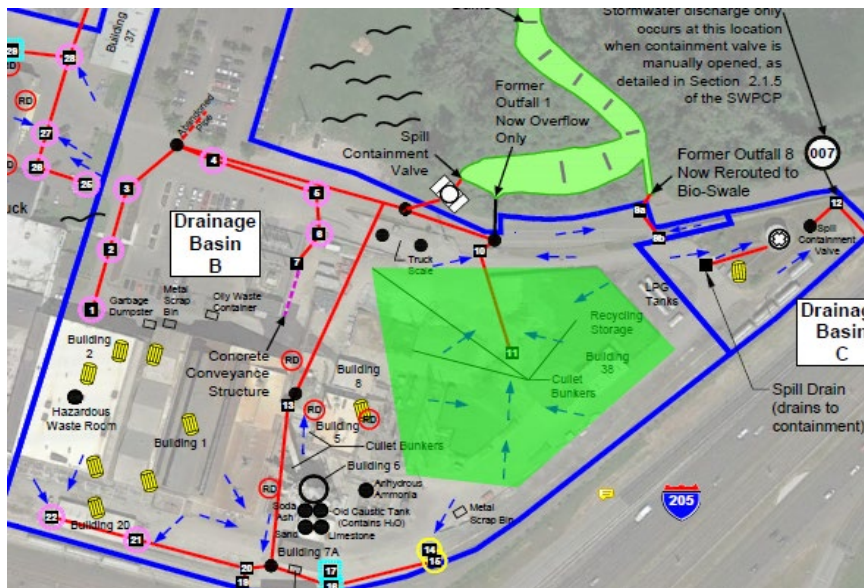 Stormwater discharge only
occurs at this location
when containment valve is
manually opened, as
detailed in Section 2.1.5
of the SWPCP
Building
37
Former
Outfall 1
Now Overflow
Only
Spill
Containment
Valve
Former Outfall 8
Now Rerouted to
Bio-Swale
007
Abandoned
Pipe
28
RD
27
26
25
4
3
5
6
7
2
1
9a
9b
10
12
Drainage
Basin
B
Truck
Scale
Spill
Containment
Valve
LPG
Tanks
Garbage
Dumpster
Metal
Scrap
Bin
Oily Waste
Container
Concrete
Conveyance
Structure
Building
2
Hazardous
Waste Room
Building 1
RD
Building
8
13
RD
RD
Building
5
Cullet Bunkers
Building 6
Recycling
Storage
Building
38
11
Cullet
Bunkers
Basin
C
Spill Drain
(drains to
containment)
205
Anhydrous
Ammonia
RD
Soda
Ash
Old Caustic Tank
(Contains H₂O)
Sand
Limestone
Metal
Scrap Bin
22
Building 20
21
14
15
Building 7A
20
19
17
18